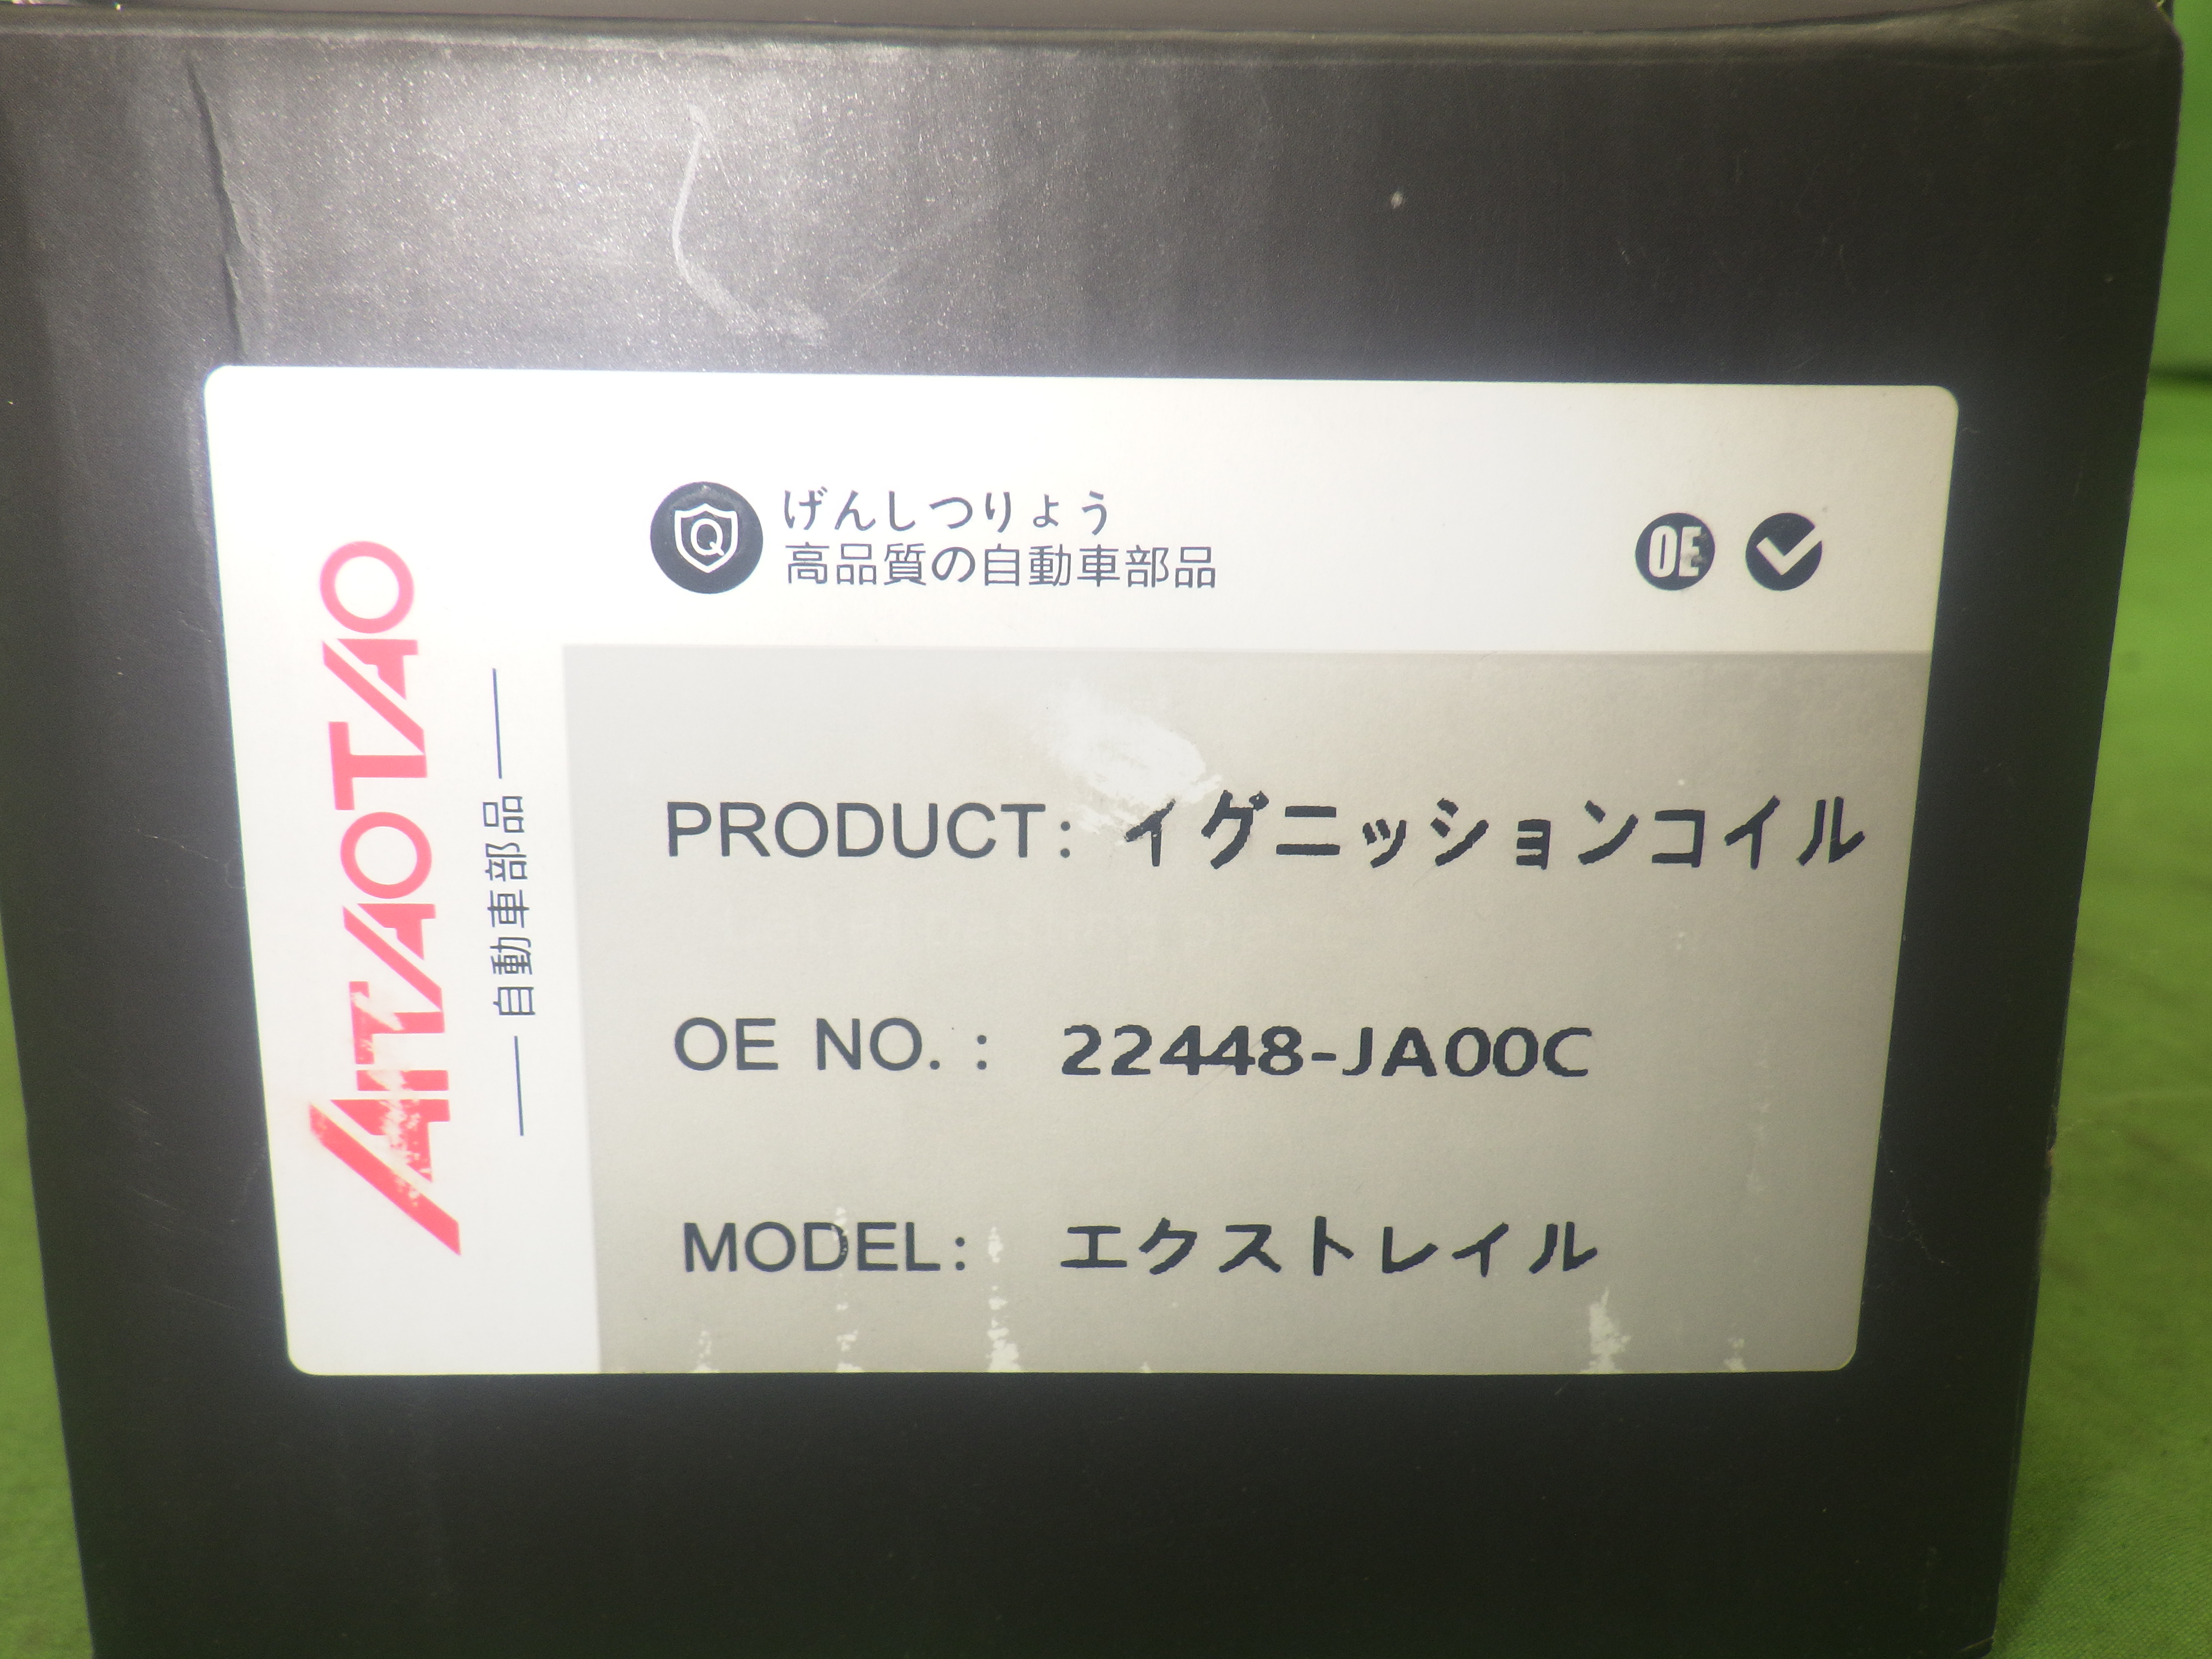 AITAOTAO
自動車部品
げんしつりょう
高品質の自動車部品
Q
OE
PRODUCT: イグニッションコイル
OE NO. : 22448-JA00C
MODEL: エクストレイル